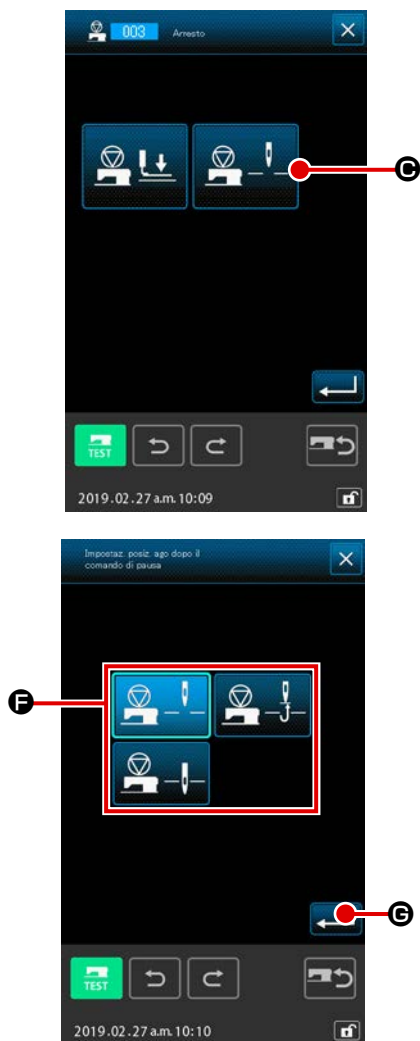 003 Arresto
C
TEST
2019.02.27 a.m. 10:09
Impostaz. posiz. ago dopo il
comando di pausa
F
G
TEST
2019.02.27 a.m. 10:10